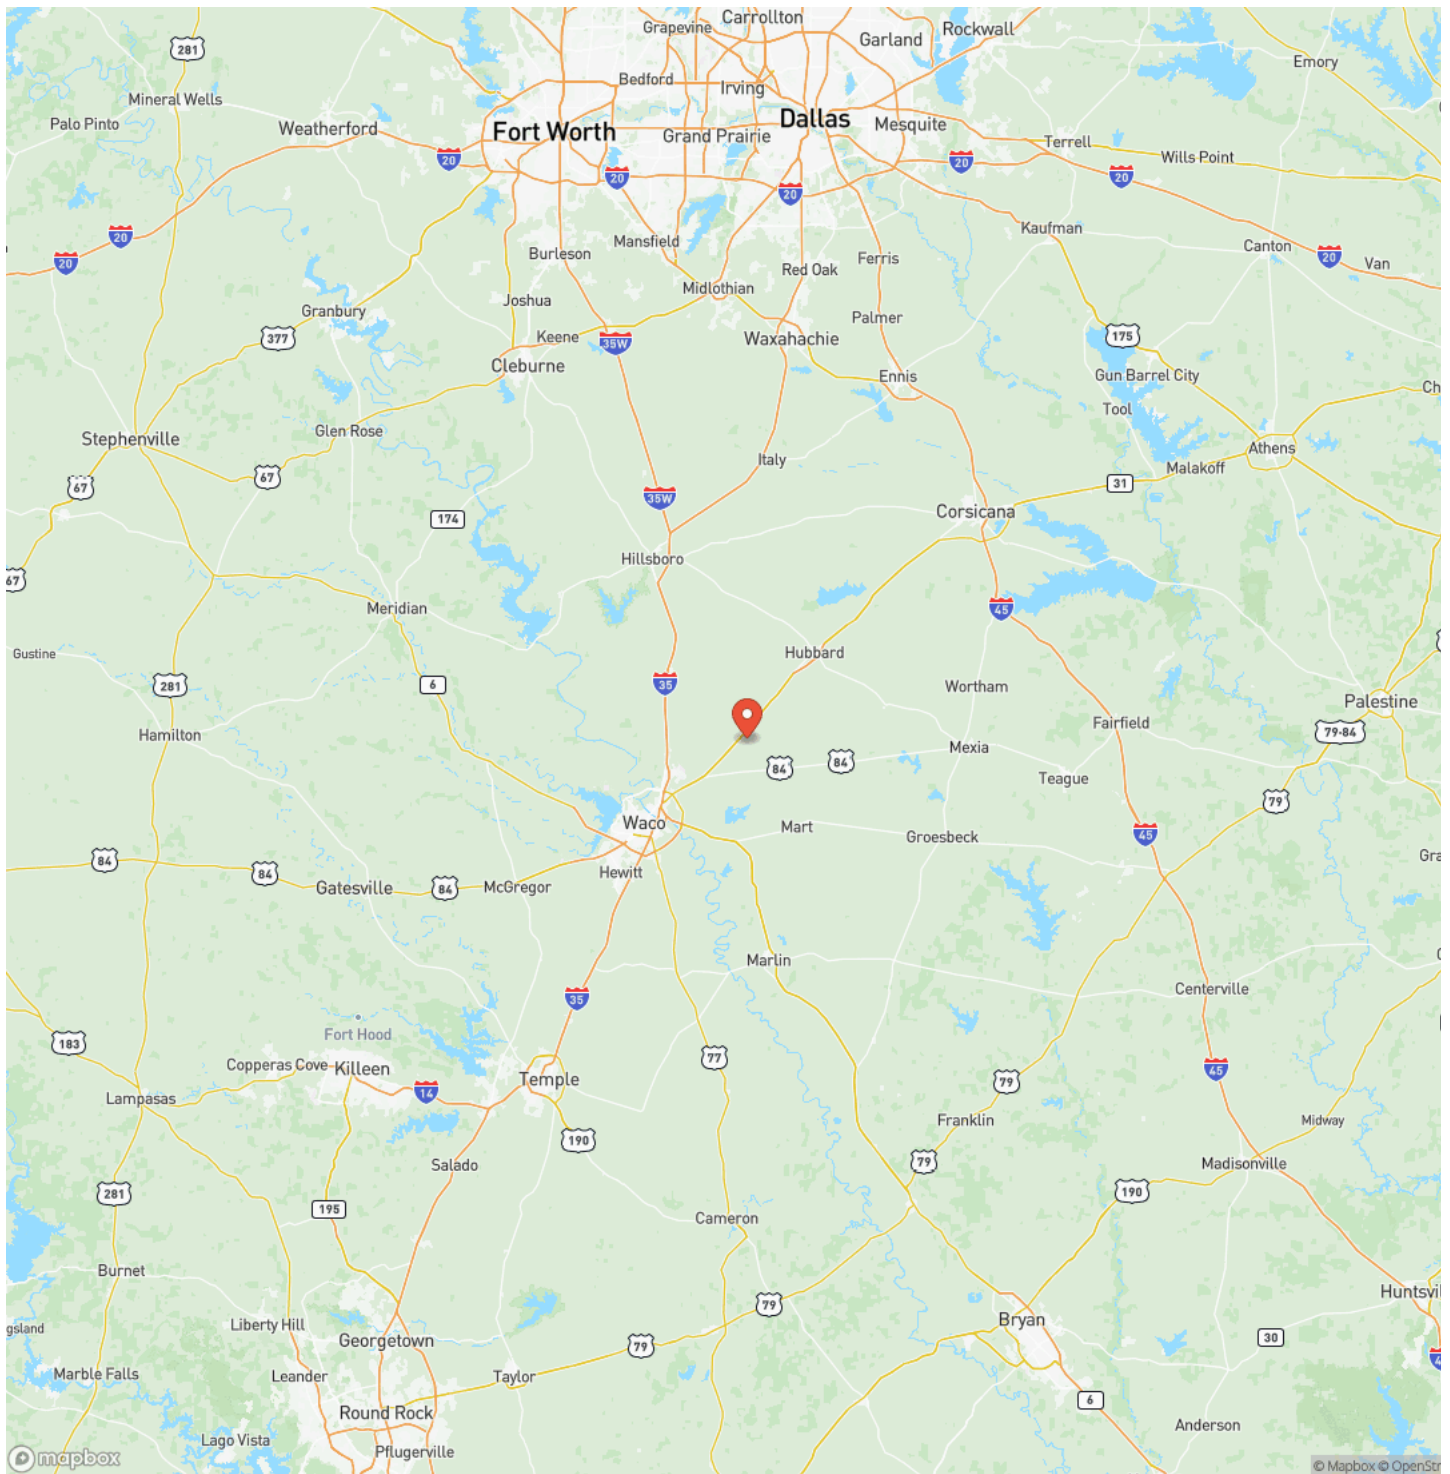 Carrollton
Grapevine
Rockwall
Garland
281
Emory
Bedford
Irving
Mineral Wells
Palo Pinto
Weatherford
Fort Worth
Dallas
Grand Prairie
Mesquite
Terrell
20
20
Wills Point
20
20
20
Kaufman
20
Mansfield
Burleson
Ferris
Canton
20
20
Van
Red Oak
Midlothian
Joshua
Granbury
Palmer
377
Keene
35W
Waxahachie
175
Cleburne
Ennis
Gun Barrel City
Ch
Tool
Glen Rose
Stephenville
Athens
Italy
Malakoff
67
67
31
35W
174
Corsicana
Hillsboro
67
Meridian
45
Gustine
Hubbard
281
6
35
Wortham
Palestine
Fairfield
79-84
Hamilton
Mexia
84
84
Teague
79
Waco
Mart
45
Groesbeck
84
84
Gra
Hewitt
Gatesville
84
McGregor
Marlin
Centerville
35
Fort Hood
183
77
Copperas Cove
Killeen
45
Temple
79
14
Lampasas
Franklin
Midway
190
Salado
79
Madisonville
281
190
195
Cameron
Burnet
Huntsvil
79
Liberty Hill
gsland
Bryan
Georgetown
79
30
Marble Falls
Leander
Taylor
6
Round Rock
Anderson
Lago Vista
Pflugerville
mapbox
© Mapbox © OpenStr